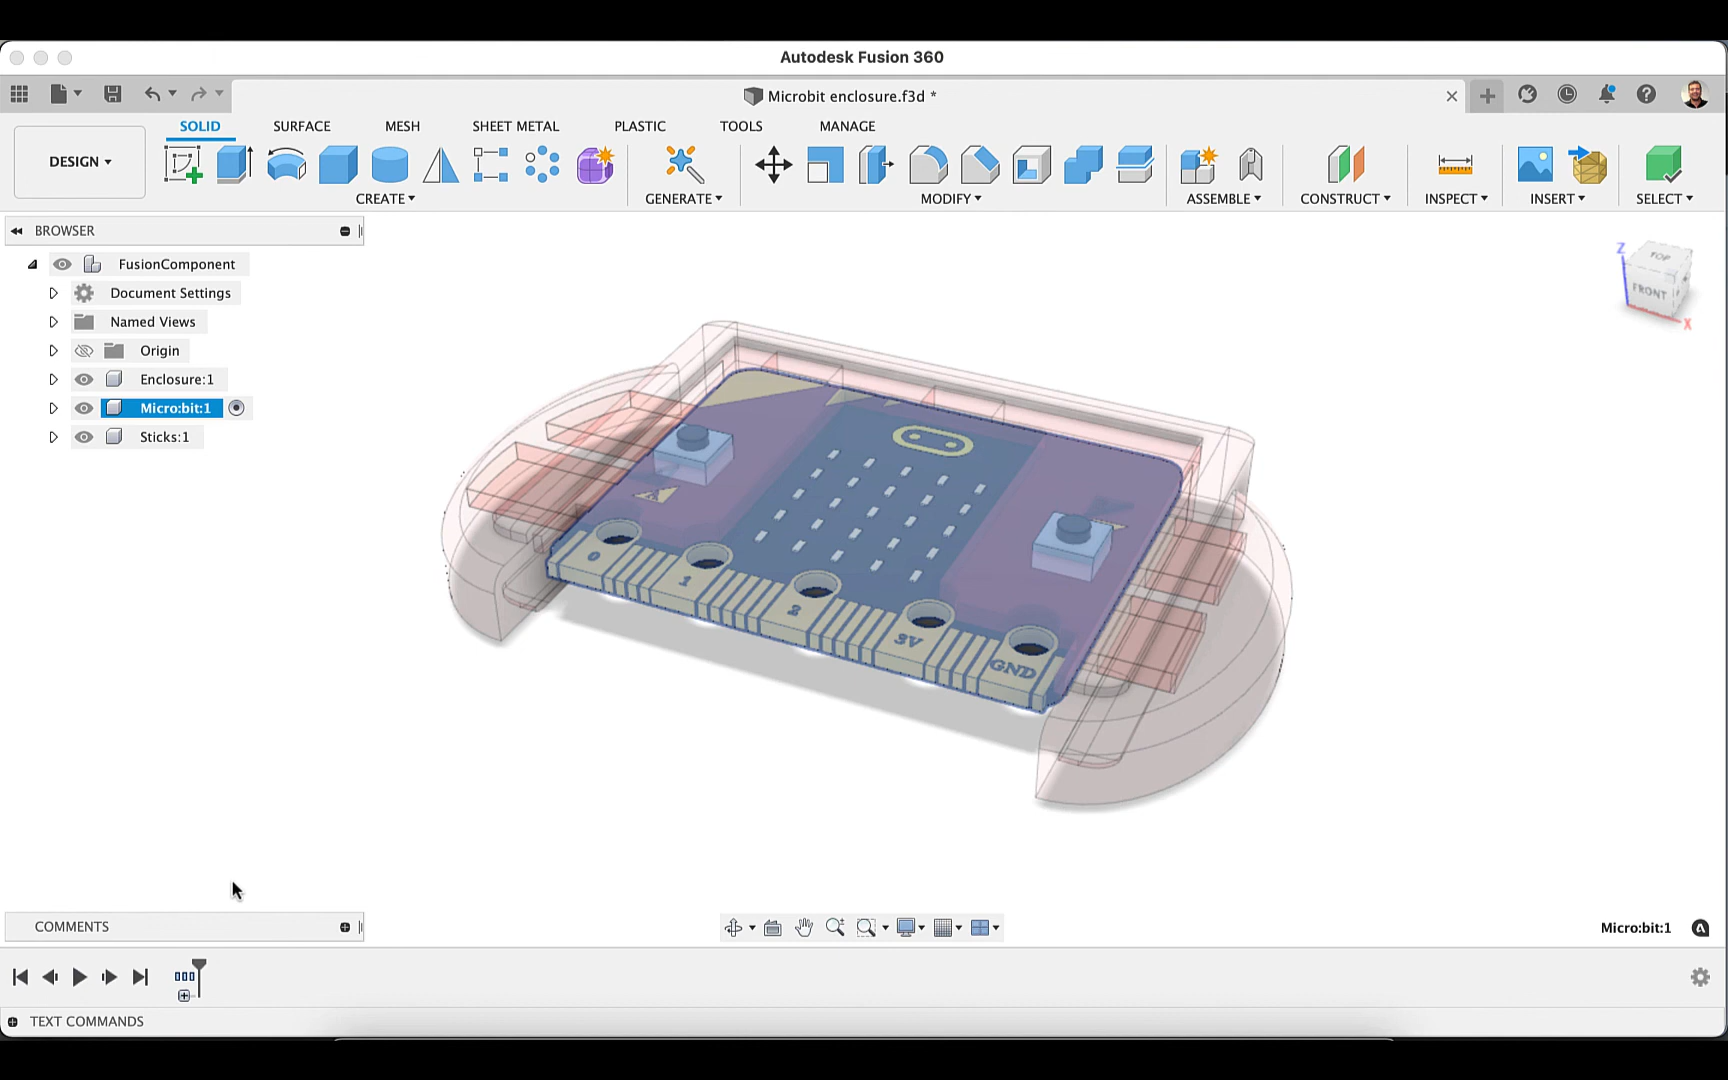 Autodesk Fusion 360
Microbit enclosure.f3d *
SOLID SURFACE MESH SHEET METAL PLASTIC TOOLS MANAGE
DESIGN
CREATE GENERATE MODIFY ASSEMBLE CONSTRUCT INSPECT INSERT SELECT
BROWSER
FusionComponent
Document Settings
Named Views
Origin
Enclosure:1
Micro:bit:1
Sticks:1
Z
TOP
FRONT
X
0
1
2
3V
GND
COMMENTS
Micro:bit:1
TEXT COMMANDS